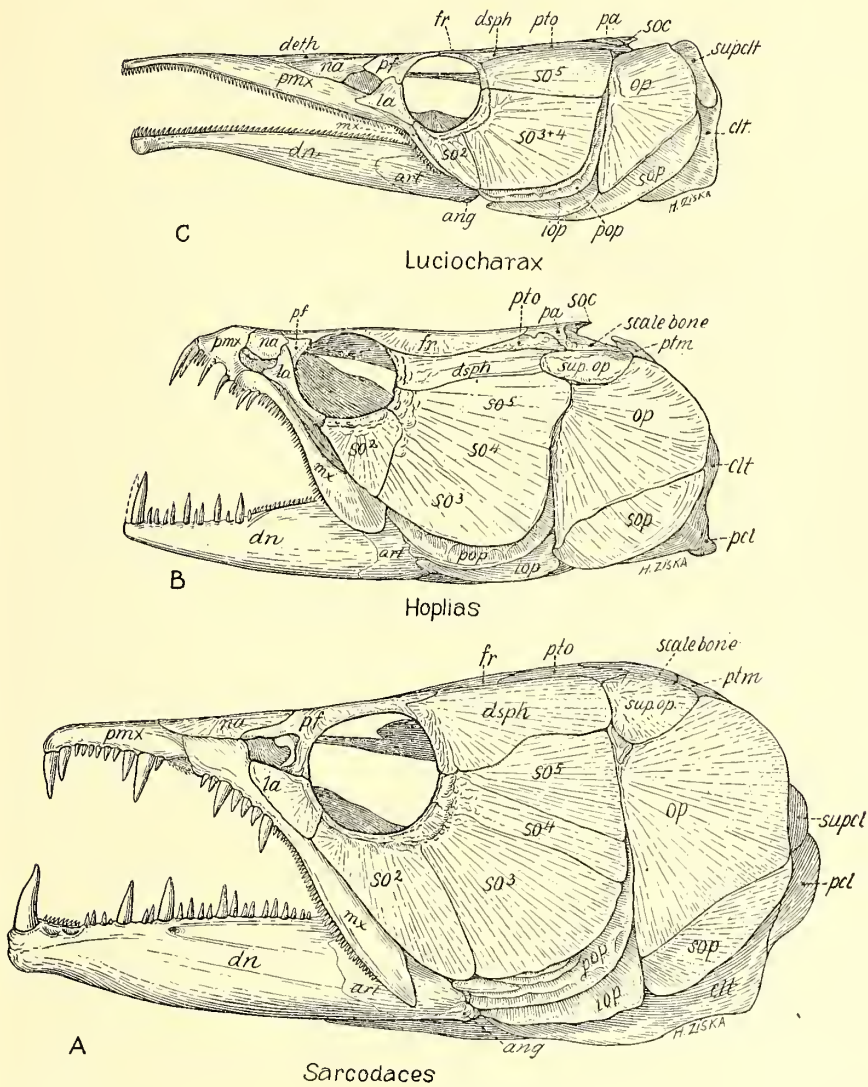 fr dsph pto pa soc
deth na pf supclt
pmx la so⁵ op
mx so² so³⁺⁴ clt.
dn art sop
ang iop pop H. ZISKA
C
Luciocharax
pto pa soc
pmx na pf fr scale bone
la dsph sup. op. ptm
so⁵ op
so² so⁴ clt
mx so³ sop
dn art pop iop pcl
H. ZISKA
B
Hoplias
fr pto scale bone
pmx na pf dsph sup. op. ptm
la so⁵ op
so² so⁴ supcl
mx so³ pcl
dn art pop sop
iop clt
ang H. ZISKA
A
Sarcodaces